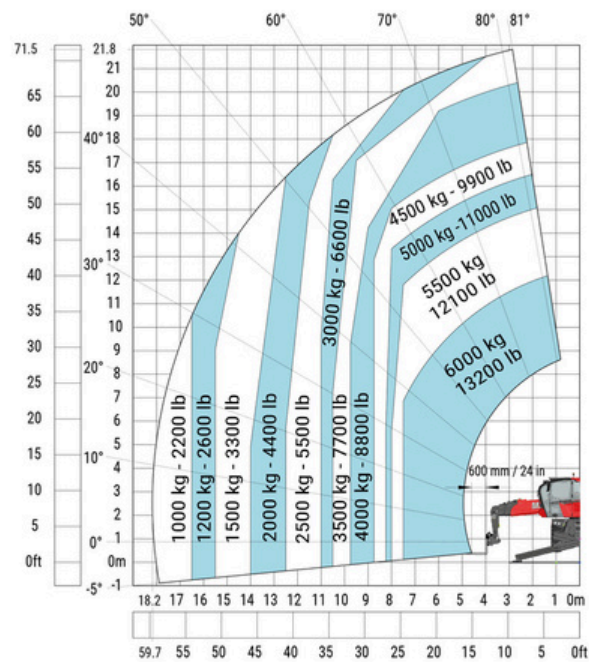 50° 60° 70° 80° 81°
71.5 21.8
21
65 20
19
60 40° 18
55 17
16
50 15
45 14
13
40 30° 12
35 11
10
30 9
25 20° 8
7
20 6
15 5
10° 4
10 3
2
5 0° 1
0ft 0m
-5° -1
1000 kg - 2200 lb
1200 kg - 2600 lb
1500 kg - 3300 lb
2000 kg - 4400 lb
2500 kg - 5500 lb
3000 kg - 6600 lb
3500 kg - 7700 lb
4000 kg - 8800 lb
4500 kg - 9900 lb
5000 kg -11000 lb
5500 kg
12100 lb
6000 kg
13200 lb
600 mm / 24 in
18.2 17 16 15 14 13 12 11 10 9 8 7 6 5 4 3 2 1 0m
59.7 55 50 45 40 35 30 25 20 15 10 5 0ft